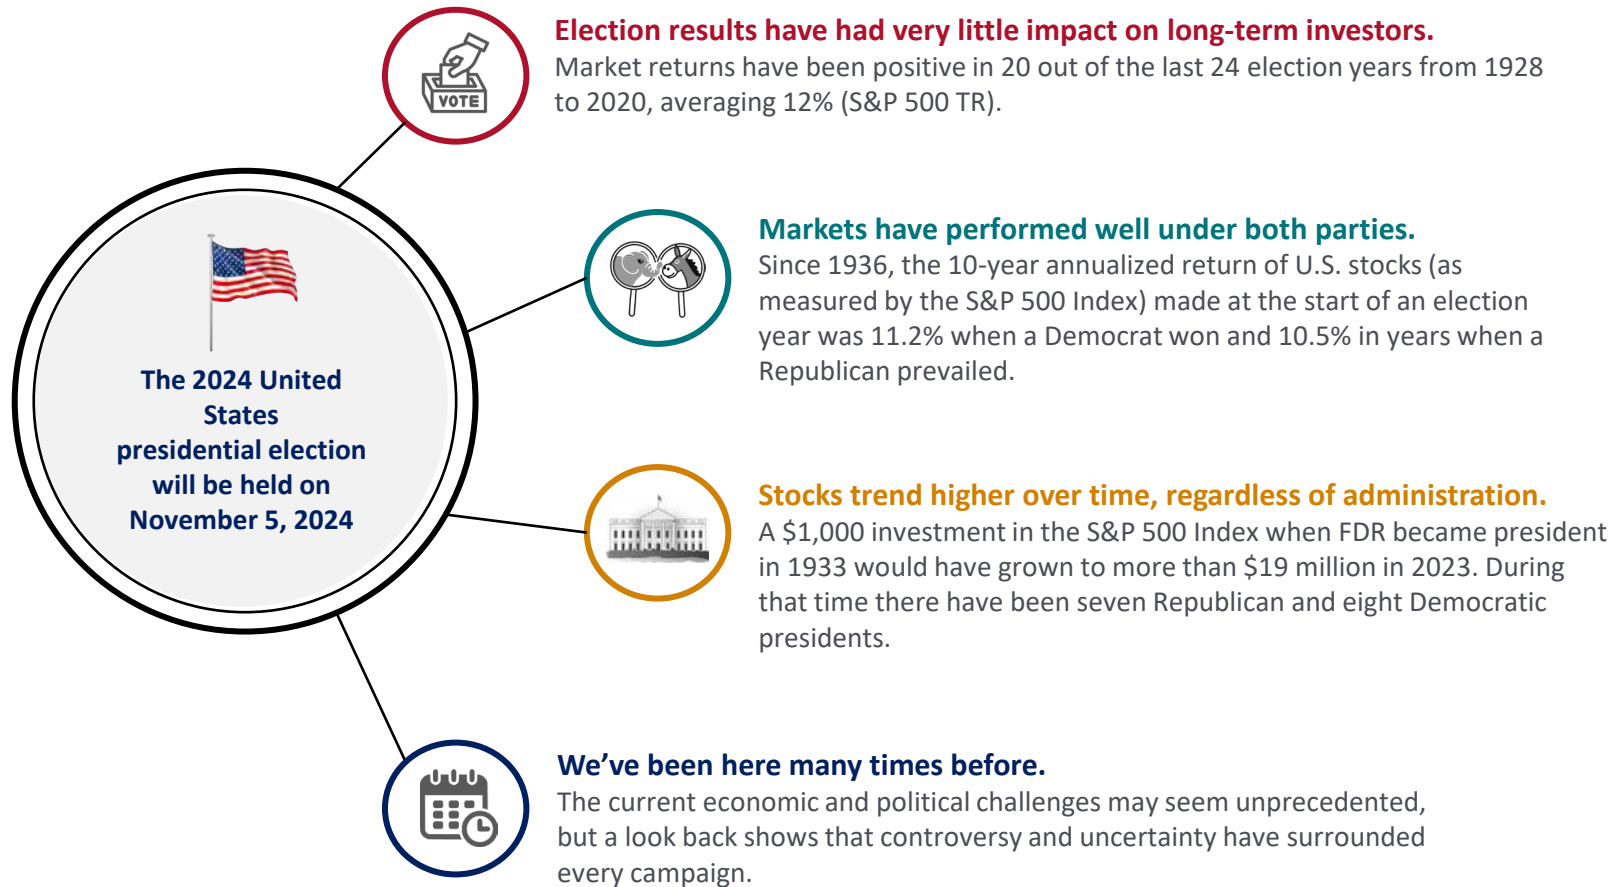 Election results have had very little impact on long-term investors.
Market returns have been positive in 20 out of the last 24 election years from 1928
to 2020, averaging 12% (S&P 500 TR).
VOTE
Markets have performed well under both parties.
Since 1936, the 10-year annualized return of U.S. stocks (as
measured by the S&P 500 Index) made at the start of an election
year was 11.2% when a Democrat won and 10.5% in years when a
Republican prevailed.
The 2024 United
States
presidential election
will be held on
November 5, 2024
Stocks trend higher over time, regardless of administration.
A $1,000 investment in the S&P 500 Index when FDR became president
in 1933 would have grown to more than $19 million in 2023. During
that time there have been seven Republican and eight Democratic
presidents.
We’ve been here many times before.
The current economic and political challenges may seem unprecedented,
but a look back shows that controversy and uncertainty have surrounded
every campaign.